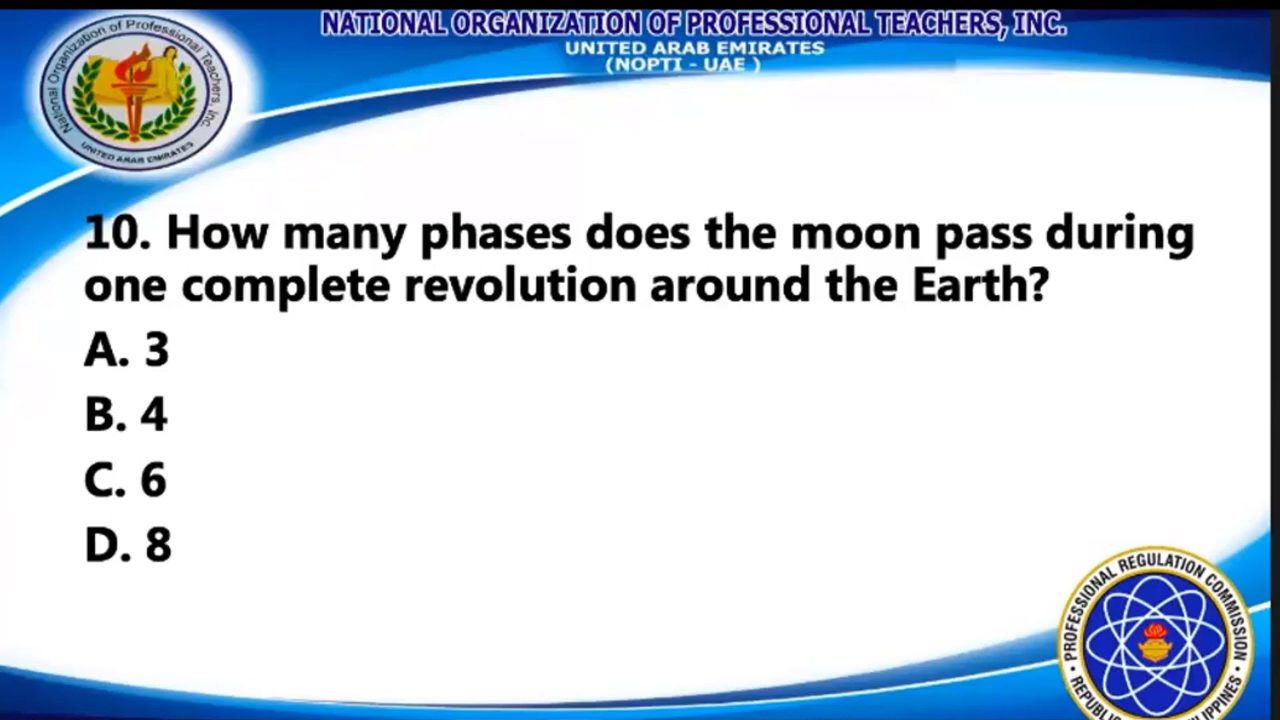 NATIONAL ORGANIZATION OF PROFESSIONAL TEACHERS, INC.
UNITED ARAB EMIRATES
(NOPTI - UAE )
National Organization of Professional Teachers, Inc.
UNITED ARAB EMIRATES
10. How many phases does the moon pass during
one complete revolution around the Earth?
A. 3
B. 4
C. 6
D. 8
PROFESSIONAL REGULATION COMMISSION